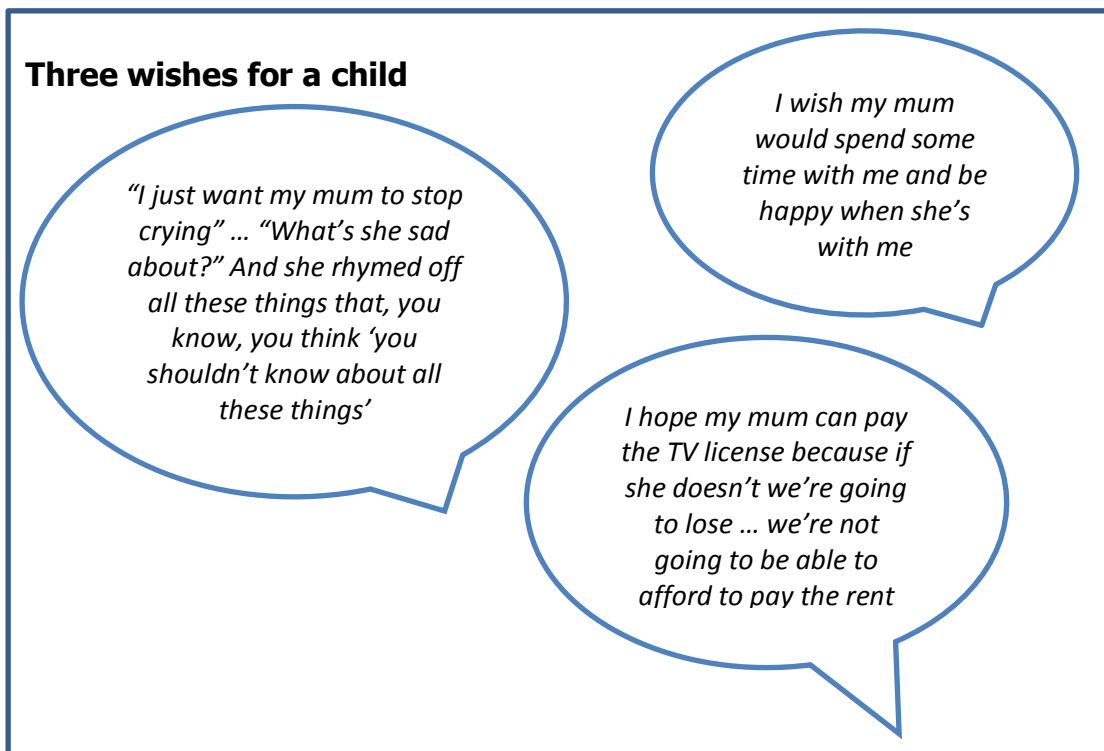 Three wishes for a child
“I just want my mum to stop
crying” … “What’s she sad
about?” And she rhymed off
all these things that, you
know, you think ‘you
shouldn’t know about all
these things’
I wish my mum
would spend some
time with me and be
happy when she’s
with me
I hope my mum can pay
the TV license because if
she doesn’t we’re going
to lose … we’re not
going to be able to
afford to pay the rent